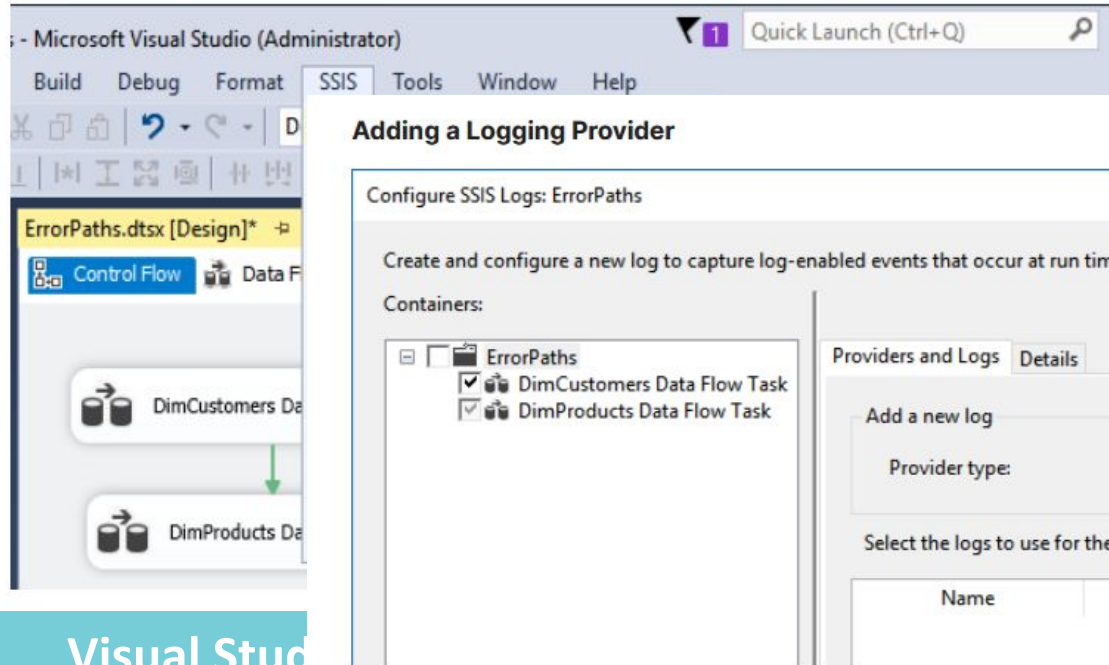 - Microsoft Visual Studio (Administrator)
1
Quick Launch (Ctrl+Q)
Build Debug Format SSIS Tools Window Help
D
Adding a Logging Provider
Configure SSIS Logs: ErrorPaths
ErrorPaths.dtsx [Design]*
Control Flow
Data F
Create and configure a new log to capture log-enabled events that occur at run tim
Containers:
ErrorPaths
DimCustomers Data Flow Task
DimProducts Data Flow Task
Providers and Logs Details
Add a new log
Provider type:
Select the logs to use for the
Name
DimCustomers Da
DimProducts Da
Visual Stud